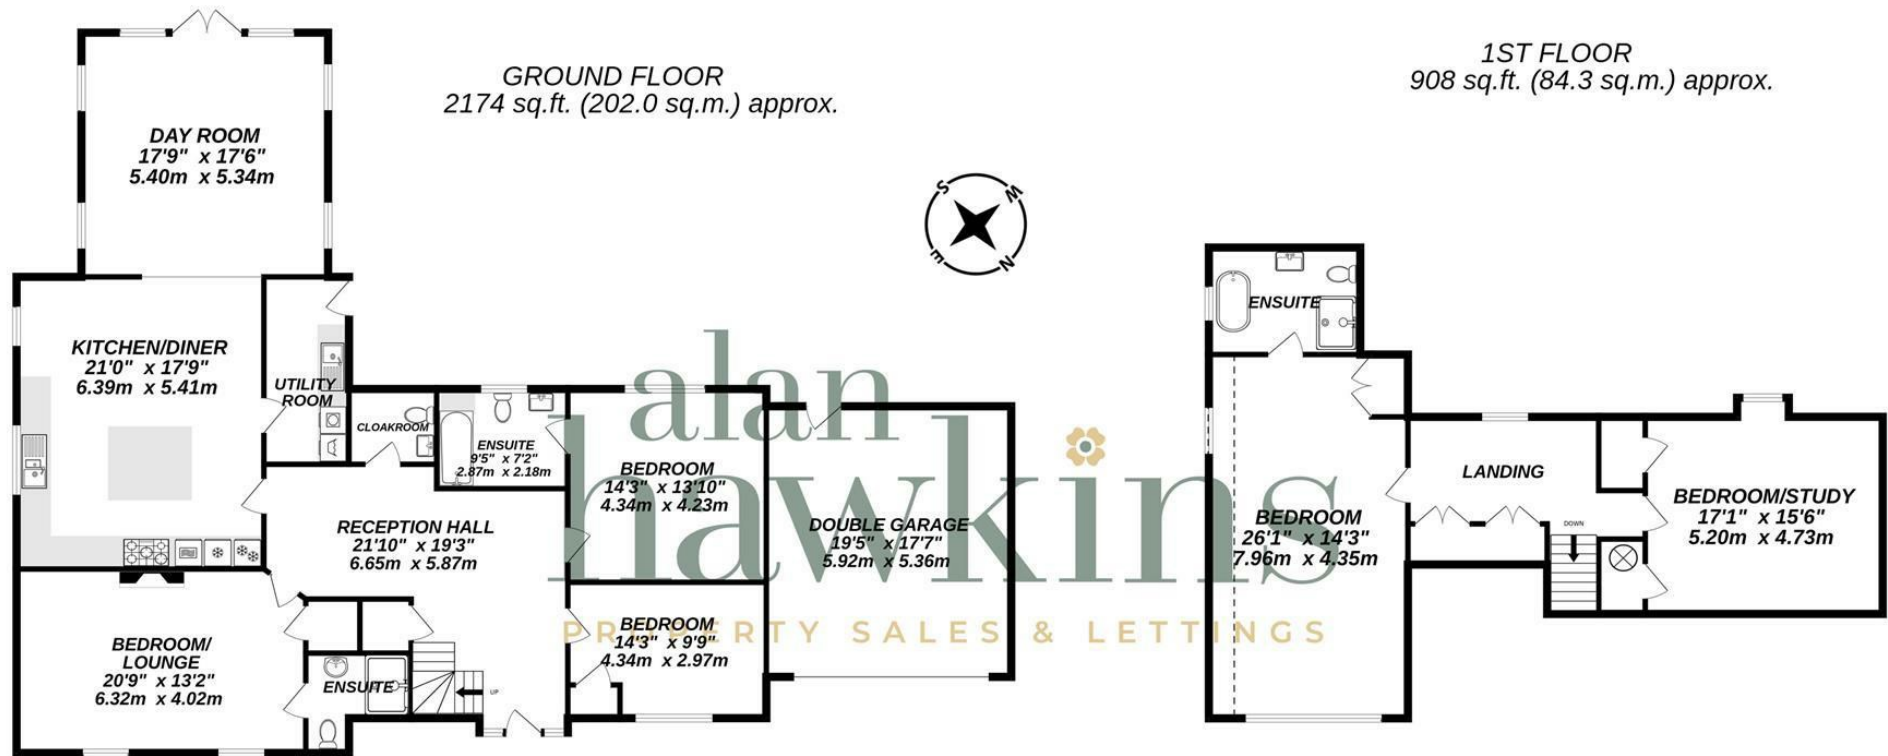 GROUND FLOOR
2174 sq.ft. (202.0 sq.m.) approx.
1ST FLOOR
908 sq.ft. (84.3 sq.m.) approx.
DAY ROOM
17'9" x 17'6"
5.40m x 5.34m
S
W
E
N
KITCHEN/DINER
21'0" x 17'9"
6.39m x 5.41m
UTILITY
ROOM
CLOAKROOM
ENSUITE
9'5" x 7'2"
2.87m x 2.18m
BEDROOM
14'3" x 13'10"
4.34m x 4.23m
RECEPTION HALL
21'10" x 19'3"
6.65m x 5.87m
DOUBLE GARAGE
19'5" x 17'7"
5.92m x 5.36m
BEDROOM/
LOUNGE
20'9" x 13'2"
6.32m x 4.02m
ENSUITE
UP
BEDROOM
14'3" x 9'9"
4.34m x 2.97m
alan
hawkins
PROPERTY SALES & LETTINGS
ENSUITE
BEDROOM
26'1" x 14'3"
7.96m x 4.35m
LANDING
DOWN
BEDROOM/STUDY
17'1" x 15'6"
5.20m x 4.73m